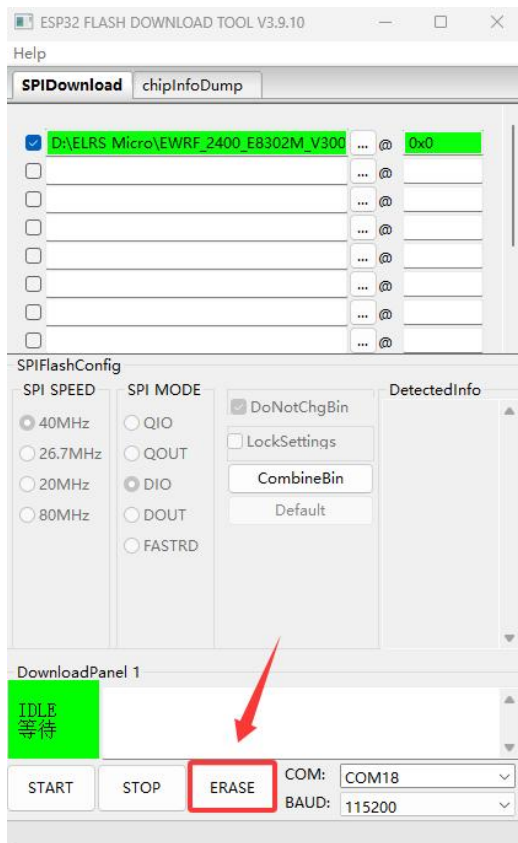 ESP32 FLASH DOWNLOAD TOOL V3.9.10
Help
SPIDownload chipInfoDump
D:\ELRS Micro\EWRF_2400_E8302M_V300 ... @ 0x0
... @
... @
... @
... @
... @
... @
... @
SPIFlashConfig
SPI SPEED SPI MODE DetectedInfo
40MHz QIO DoNotChgBin
26.7MHz QOUT LockSettings
20MHz DIO CombineBin
80MHz DOUT Default
FASTRD
DownloadPanel 1
IDLE
等待
START STOP ERASE COM: COM18
BAUD: 115200